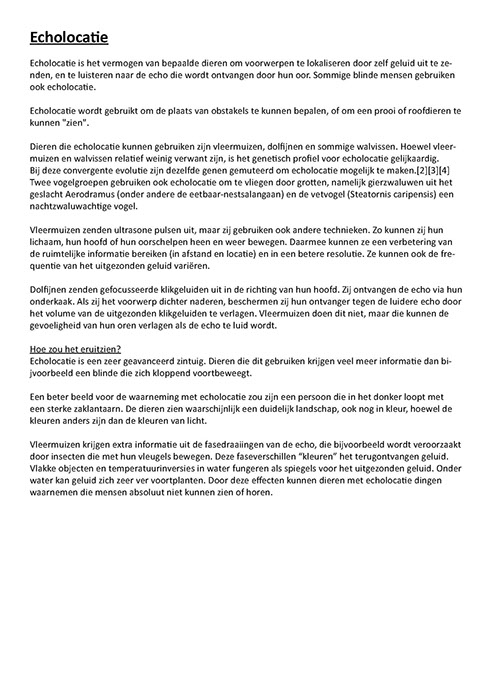 Echolocatie
Echolocatie is het vermogen van bepaalde dieren om voorwerpen te lokaliseren door zelf geluid uit te ze-
nden, en te luisteren naar de echo die wordt ontvangen door hun oor. Sommige blinde mensen gebruiken
ook echolocatie.
Echolocatie wordt gebruikt om de plaats van obstakels te kunnen bepalen, of om een prooi of roofdieren te
kunnen "zien".
Dieren die echolocatie kunnen gebruiken zijn vleermuizen, dolfijnen en sommige walvissen. Hoewel vleer-
muizen en walvissen relatief weinig verwant zijn, is het genetisch profiel voor echolocatie gelijkaardig.
Bij deze convergente evolutie zijn dezelfde genen gemuteerd om echolocatie mogelijk te maken.[2][3][4]
Twee vogelgroepen gebruiken ook echolocatie om te vliegen door grotten, namelijk gierzwaluwen uit het
geslacht Aerodramus (onder andere de eetbaar-nestsalangaan) en de vetvogel (Steatornis caripensis) een
nachtzwaluwachtige vogel.
Vleermuizen zenden ultrasone pulsen uit, maar zij gebruiken ook andere technieken. Zo kunnen zij hun
lichaam, hun hoofd of hun oorschelpen heen en weer bewegen. Daarmee kunnen ze een verbetering van
de ruimtelijke informatie bereiken (in afstand en locatie) en in een betere resolutie. Ze kunnen ook de fre-
quentie van het uitgezonden geluid variëren.
Dolfijnen zenden gefocusseerde klikgeluiden uit in de richting van hun hoofd. Zij ontvangen de echo via hun
onderkaak. Als zij het voorwerp dichter naderen, beschermen zij hun ontvanger tegen de luidere echo door
het volume van de uitgezonden klikgeluiden te verlagen. Vleermuizen doen dit niet, maar die kunnen de
gevoeligheid van hun oren verlagen als de echo te luid wordt.
Hoe zou het eruitzien?
Echolocatie is een zeer geavanceerd zintuig. Dieren die dit gebruiken krijgen veel meer informatie dan bi-
jvoorbeeld een blinde die zich kloppend voortbeweegt.
Een beter beeld voor de waarneming met echolocatie zou zijn een persoon die in het donker loopt met
een sterke zaklantaarn. De dieren zien waarschijnlijk een duidelijk landschap, ook nog in kleur, hoewel de
kleuren anders zijn dan de kleuren van licht.
Vleermuizen krijgen extra informatie uit de fasedraaiingen van de echo, die bijvoorbeeld wordt veroorzaakt
door insecten die met hun vleugels bewegen. Deze faseverschillen "kleuren" het terugontvangen geluid.
Vlakke objecten en temperatuurinversies in water fungeren als spiegels voor het uitgezonden geluid. Onder
water kan geluid zich zeer ver voortplanten. Door deze effecten kunnen dieren met echolocatie dingen
waarnemen die mensen absoluut niet kunnen zien of horen.